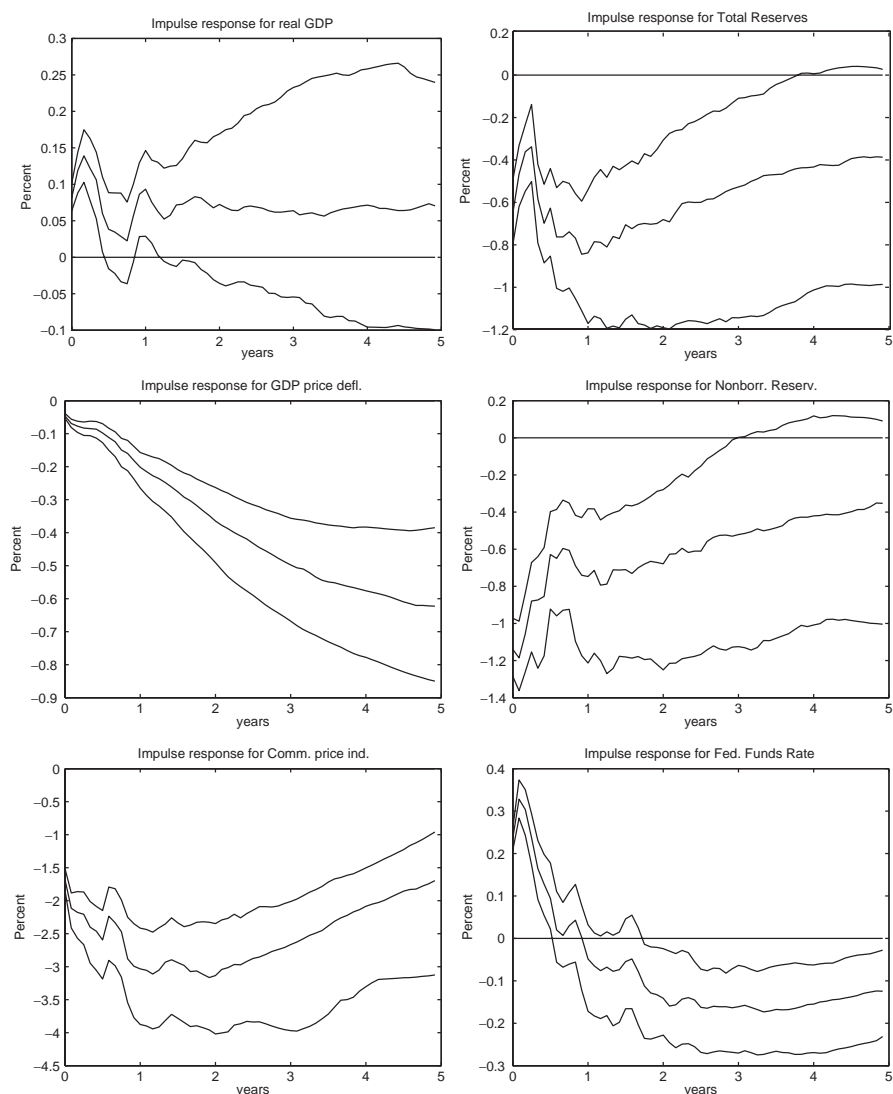 Impulse response for real GDP
Percent
0.3
0.25
0.2
0.15
0.1
0.05
0
−0.05
−0.1
0 1 2 3 4 5
years
Impulse response for Total Reserves
Percent
0.2
0
−0.2
−0.4
−0.6
−0.8
−1
−1.2
0 1 2 3 4 5
years
Impulse response for GDP price defl.
Percent
0
−0.1
−0.2
−0.3
−0.4
−0.5
−0.6
−0.7
−0.8
−0.9
0 1 2 3 4 5
years
Impulse response for Nonborr. Reserv.
Percent
0.2
0
−0.2
−0.4
−0.6
−0.8
−1
−1.2
−1.4
0 1 2 3 4 5
years
Impulse response for Comm. price ind.
Percent
0
−0.5
−1
−1.5
−2
−2.5
−3
−3.5
−4
−4.5
0 1 2 3 4 5
years
Impulse response for Fed. Funds Rate
Percent
0.4
0.3
0.2
0.1
0
−0.1
−0.2
−0.3
0 1 2 3 4 5
years